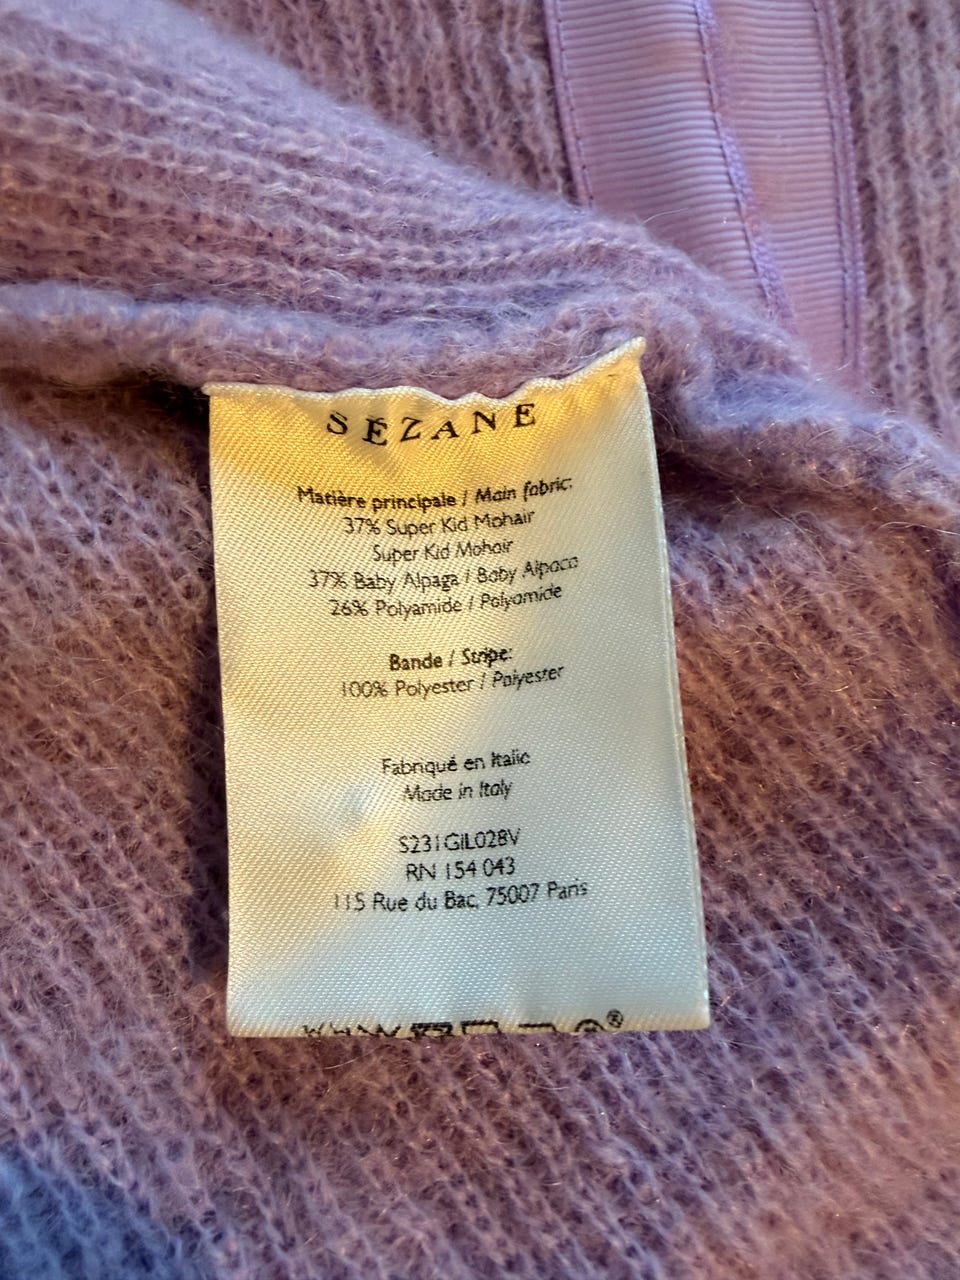 SÉZANE
Matière principale / Main fabric:
37% Super Kid Mohair
Super Kid Mohair
37% Baby Alpaga / Baby Alpaca
26% Polyamide / Polyamide
Bande / Stripe:
100% Polyester / Polyester
Fabriqué en Italie
Made in Italy
S231GIL028V
RN 154 043
115 Rue du Bac, 75007 Paris